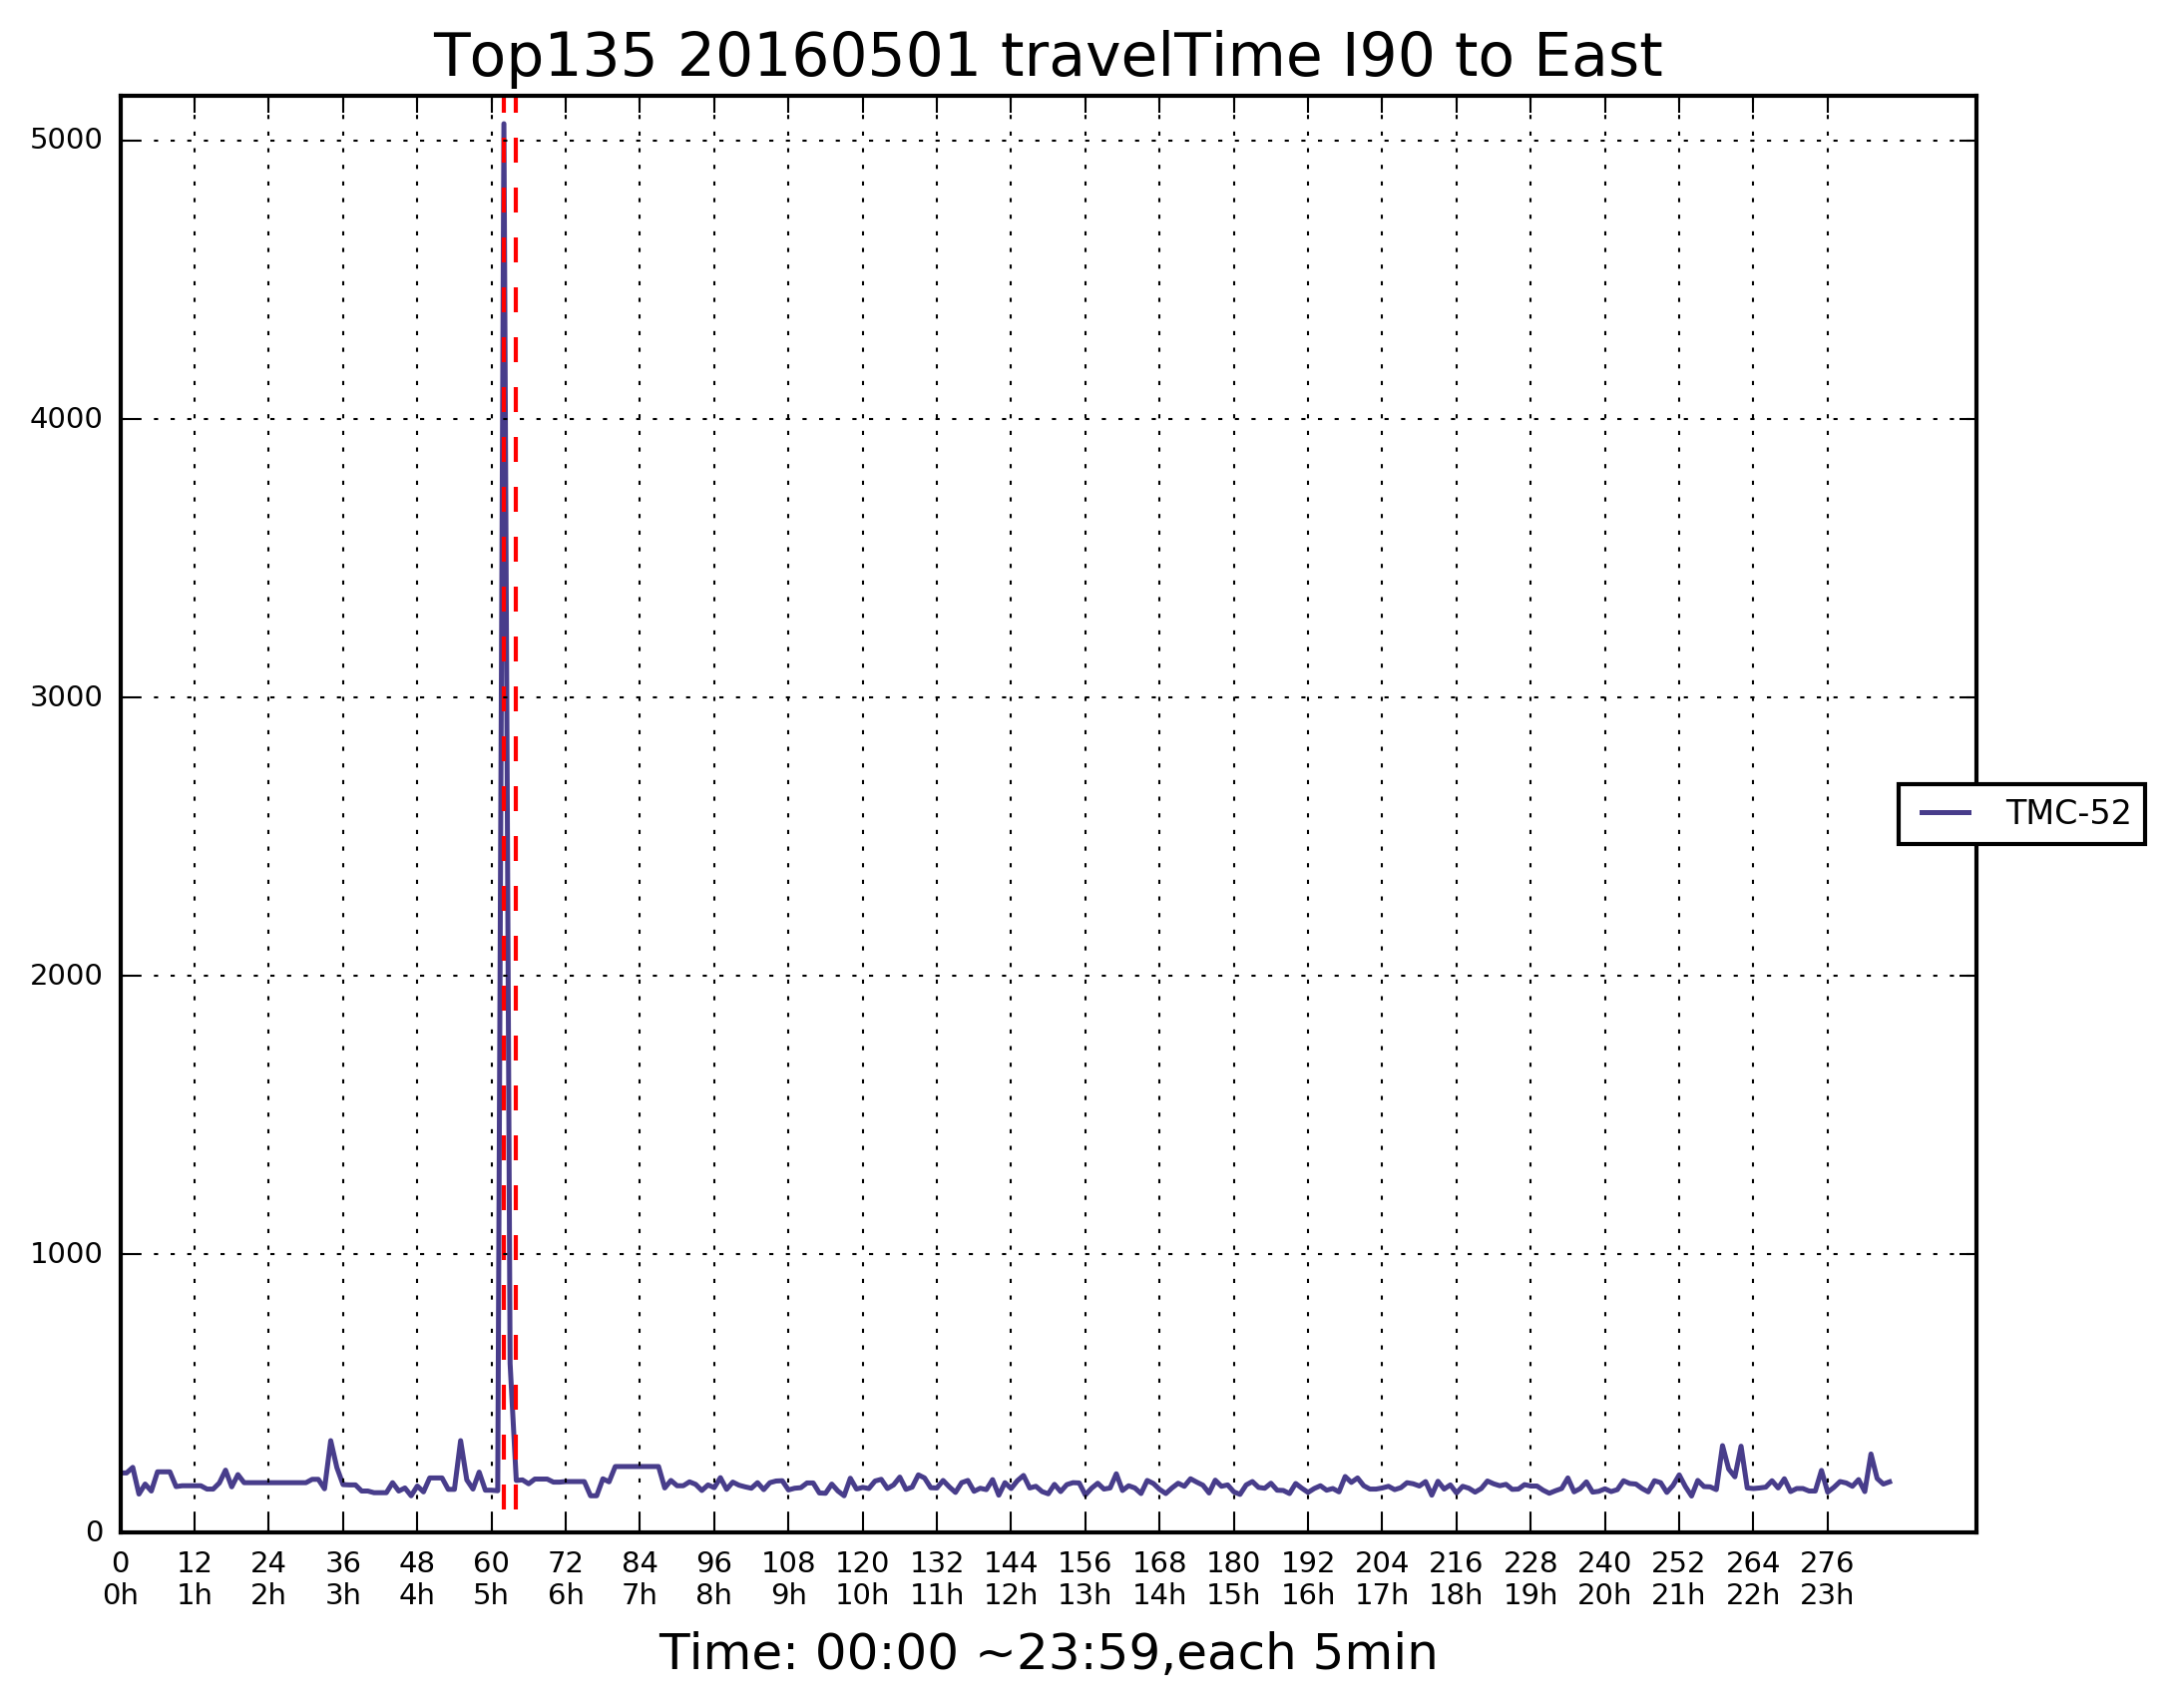 Top135 20160501 travelTime I90 to East
5000
4000
3000
2000
1000
0
TMC-52
0 12 24 36 48 60 72 84 96 108 120 132 144 156 168 180 192 204 216 228 240 252 264 276
0h 1h 2h 3h 4h 5h 6h 7h 8h 9h 10h 11h 12h 13h 14h 15h 16h 17h 18h 19h 20h 21h 22h 23h
Time: 00:00 ~23:59,each 5min